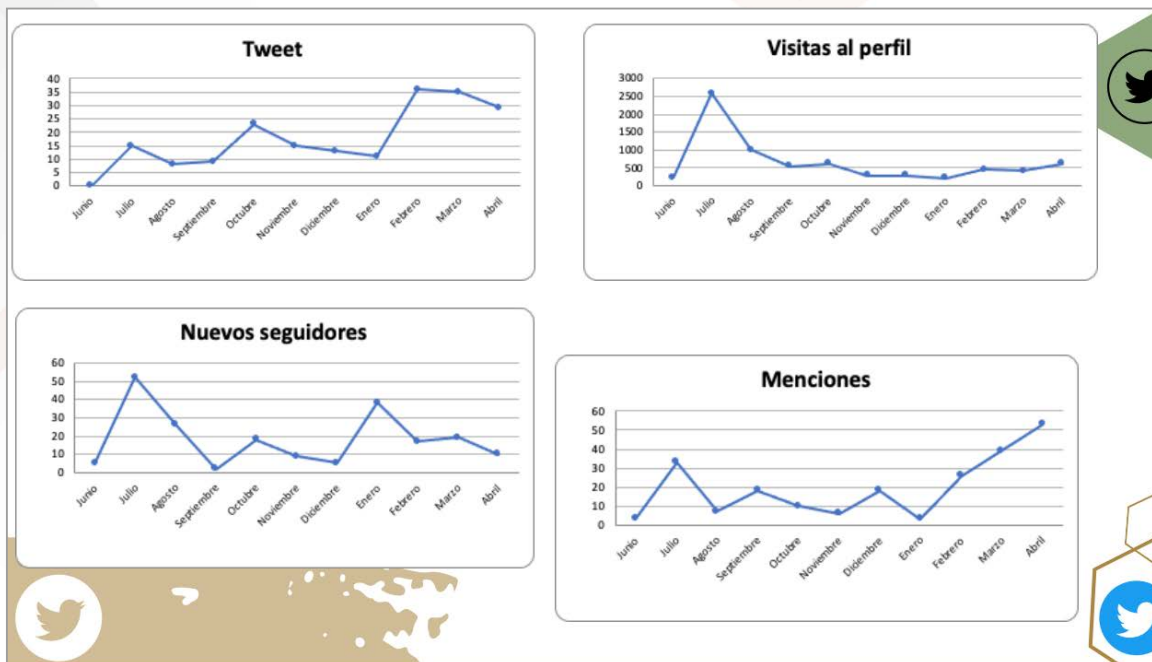 Tweet
40
35
30
25
20
15
10
5
0
Junio
Julio
Agosto
Septiembre
Octubre
Noviembre
Diciembre
Enero
Febrero
Marzo
Abril
Visitas al perfil
3000
2500
2000
1500
1000
500
0
Junio
Julio
Agosto
Septiembre
Octubre
Noviembre
Diciembre
Enero
Febrero
Marzo
Abril
Nuevos seguidores
60
50
40
30
20
10
0
Junio
Julio
Agosto
Septiembre
Octubre
Noviembre
Diciembre
Enero
Febrero
Marzo
Abril
Menciones
60
50
40
30
20
10
0
Junio
Julio
Agosto
Septiembre
Octubre
Noviembre
Diciembre
Enero
Febrero
Marzo
Abril